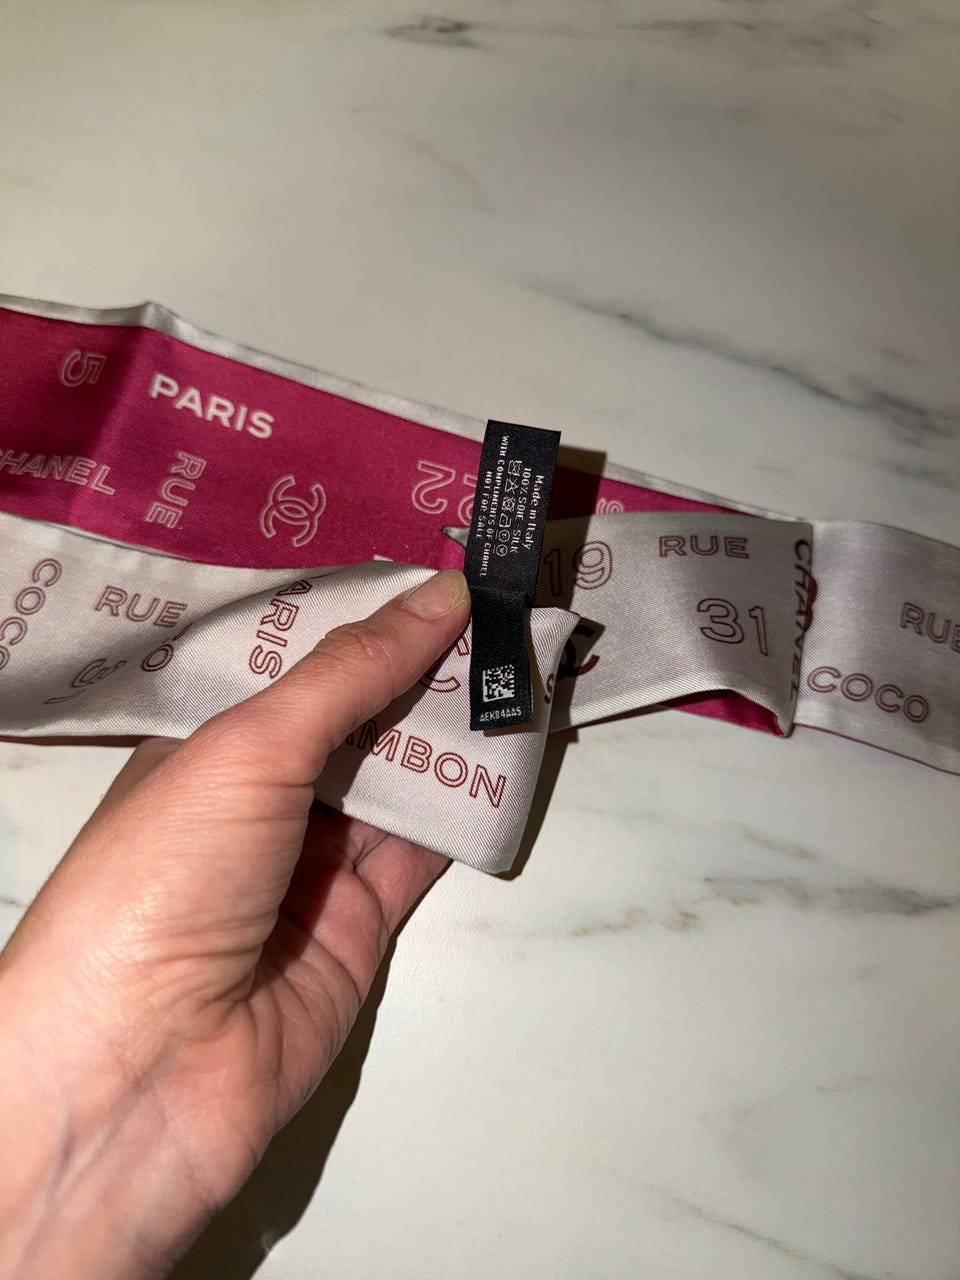 5
PARIS
CHANEL
RUE
22
COCO
RUE
PARIS
19
RUE
31
CHANEL
COCO
RUE
Made in Italy
100% SOIE - SILK
WITH COMPLIMENTS OF CHANEL
NOT FOR SALE
AMBON
AEK84AA5